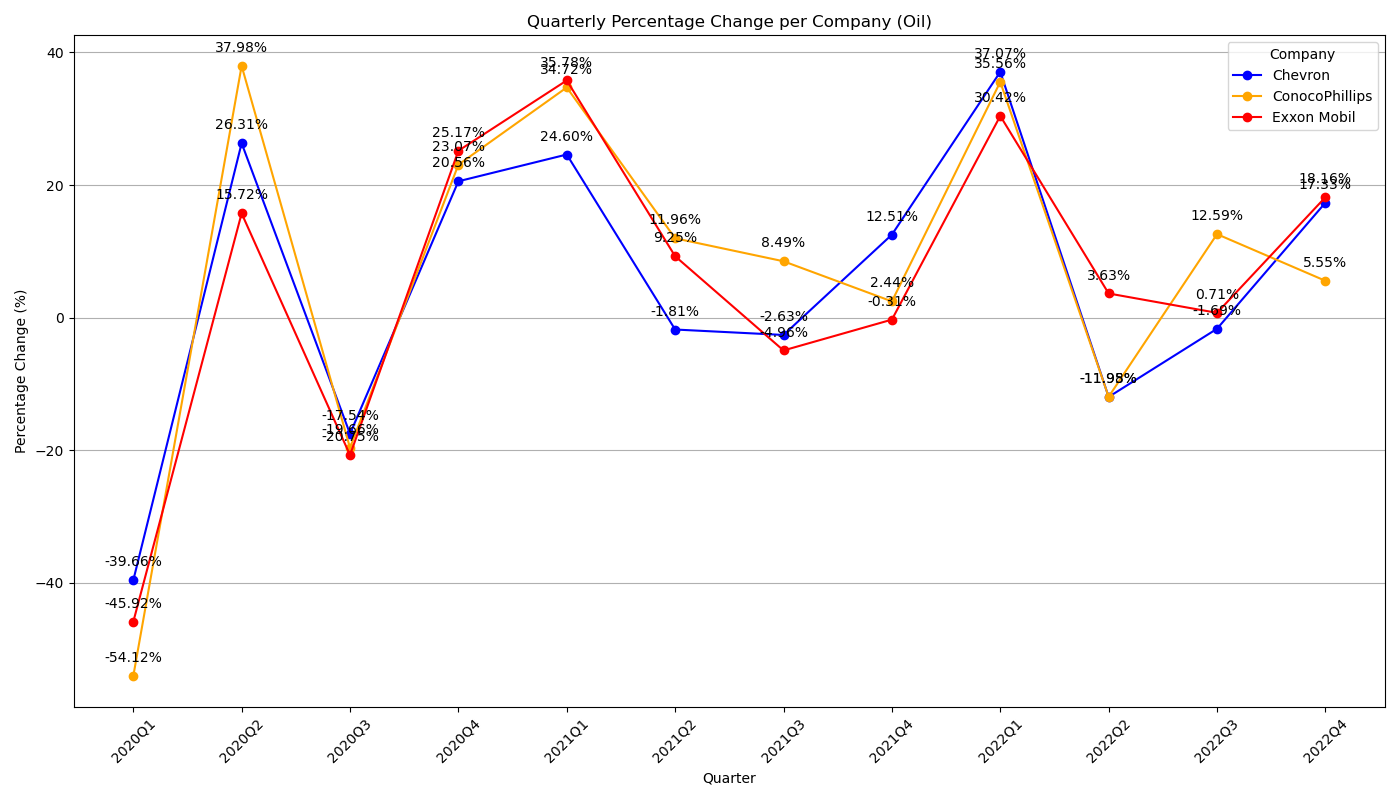 Quarterly Percentage Change per Company (Oil)
Company
Chevron
ConocoPhillips
Exxon Mobil
Percentage Change (%)
40
20
0
−20
−40
37.98%
26.31%
15.72%
-39.66%
-45.92%
-54.12%
-17.54%
25.17%
23.07%
20.56%
35.78%
34.72%
24.60%
11.96%
9.25%
-1.81%
8.49%
-2.63%
-4.96%
12.51%
2.44%
-0.31%
37.07%
35.56%
30.42%
3.63%
12.59%
0.71%
-1.69%
18.16%
17.33%
5.55%
2020Q1
2020Q2
2020Q3
2020Q4
2021Q1
2021Q2
2021Q3
2021Q4
2022Q1
2022Q2
2022Q3
2022Q4
Quarter